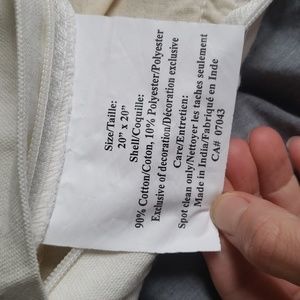 Size/Taille:
20" x 20"
Shell/Coquille:
90% Cotton/Coton, 10% Polyester/Polyester
Exclusive of decoration/Décoration exclusive
Care/Entretien:
Spot clean only/Nettoyer les taches seulement
Made in India/Fabriqué en Inde
CA# 07043